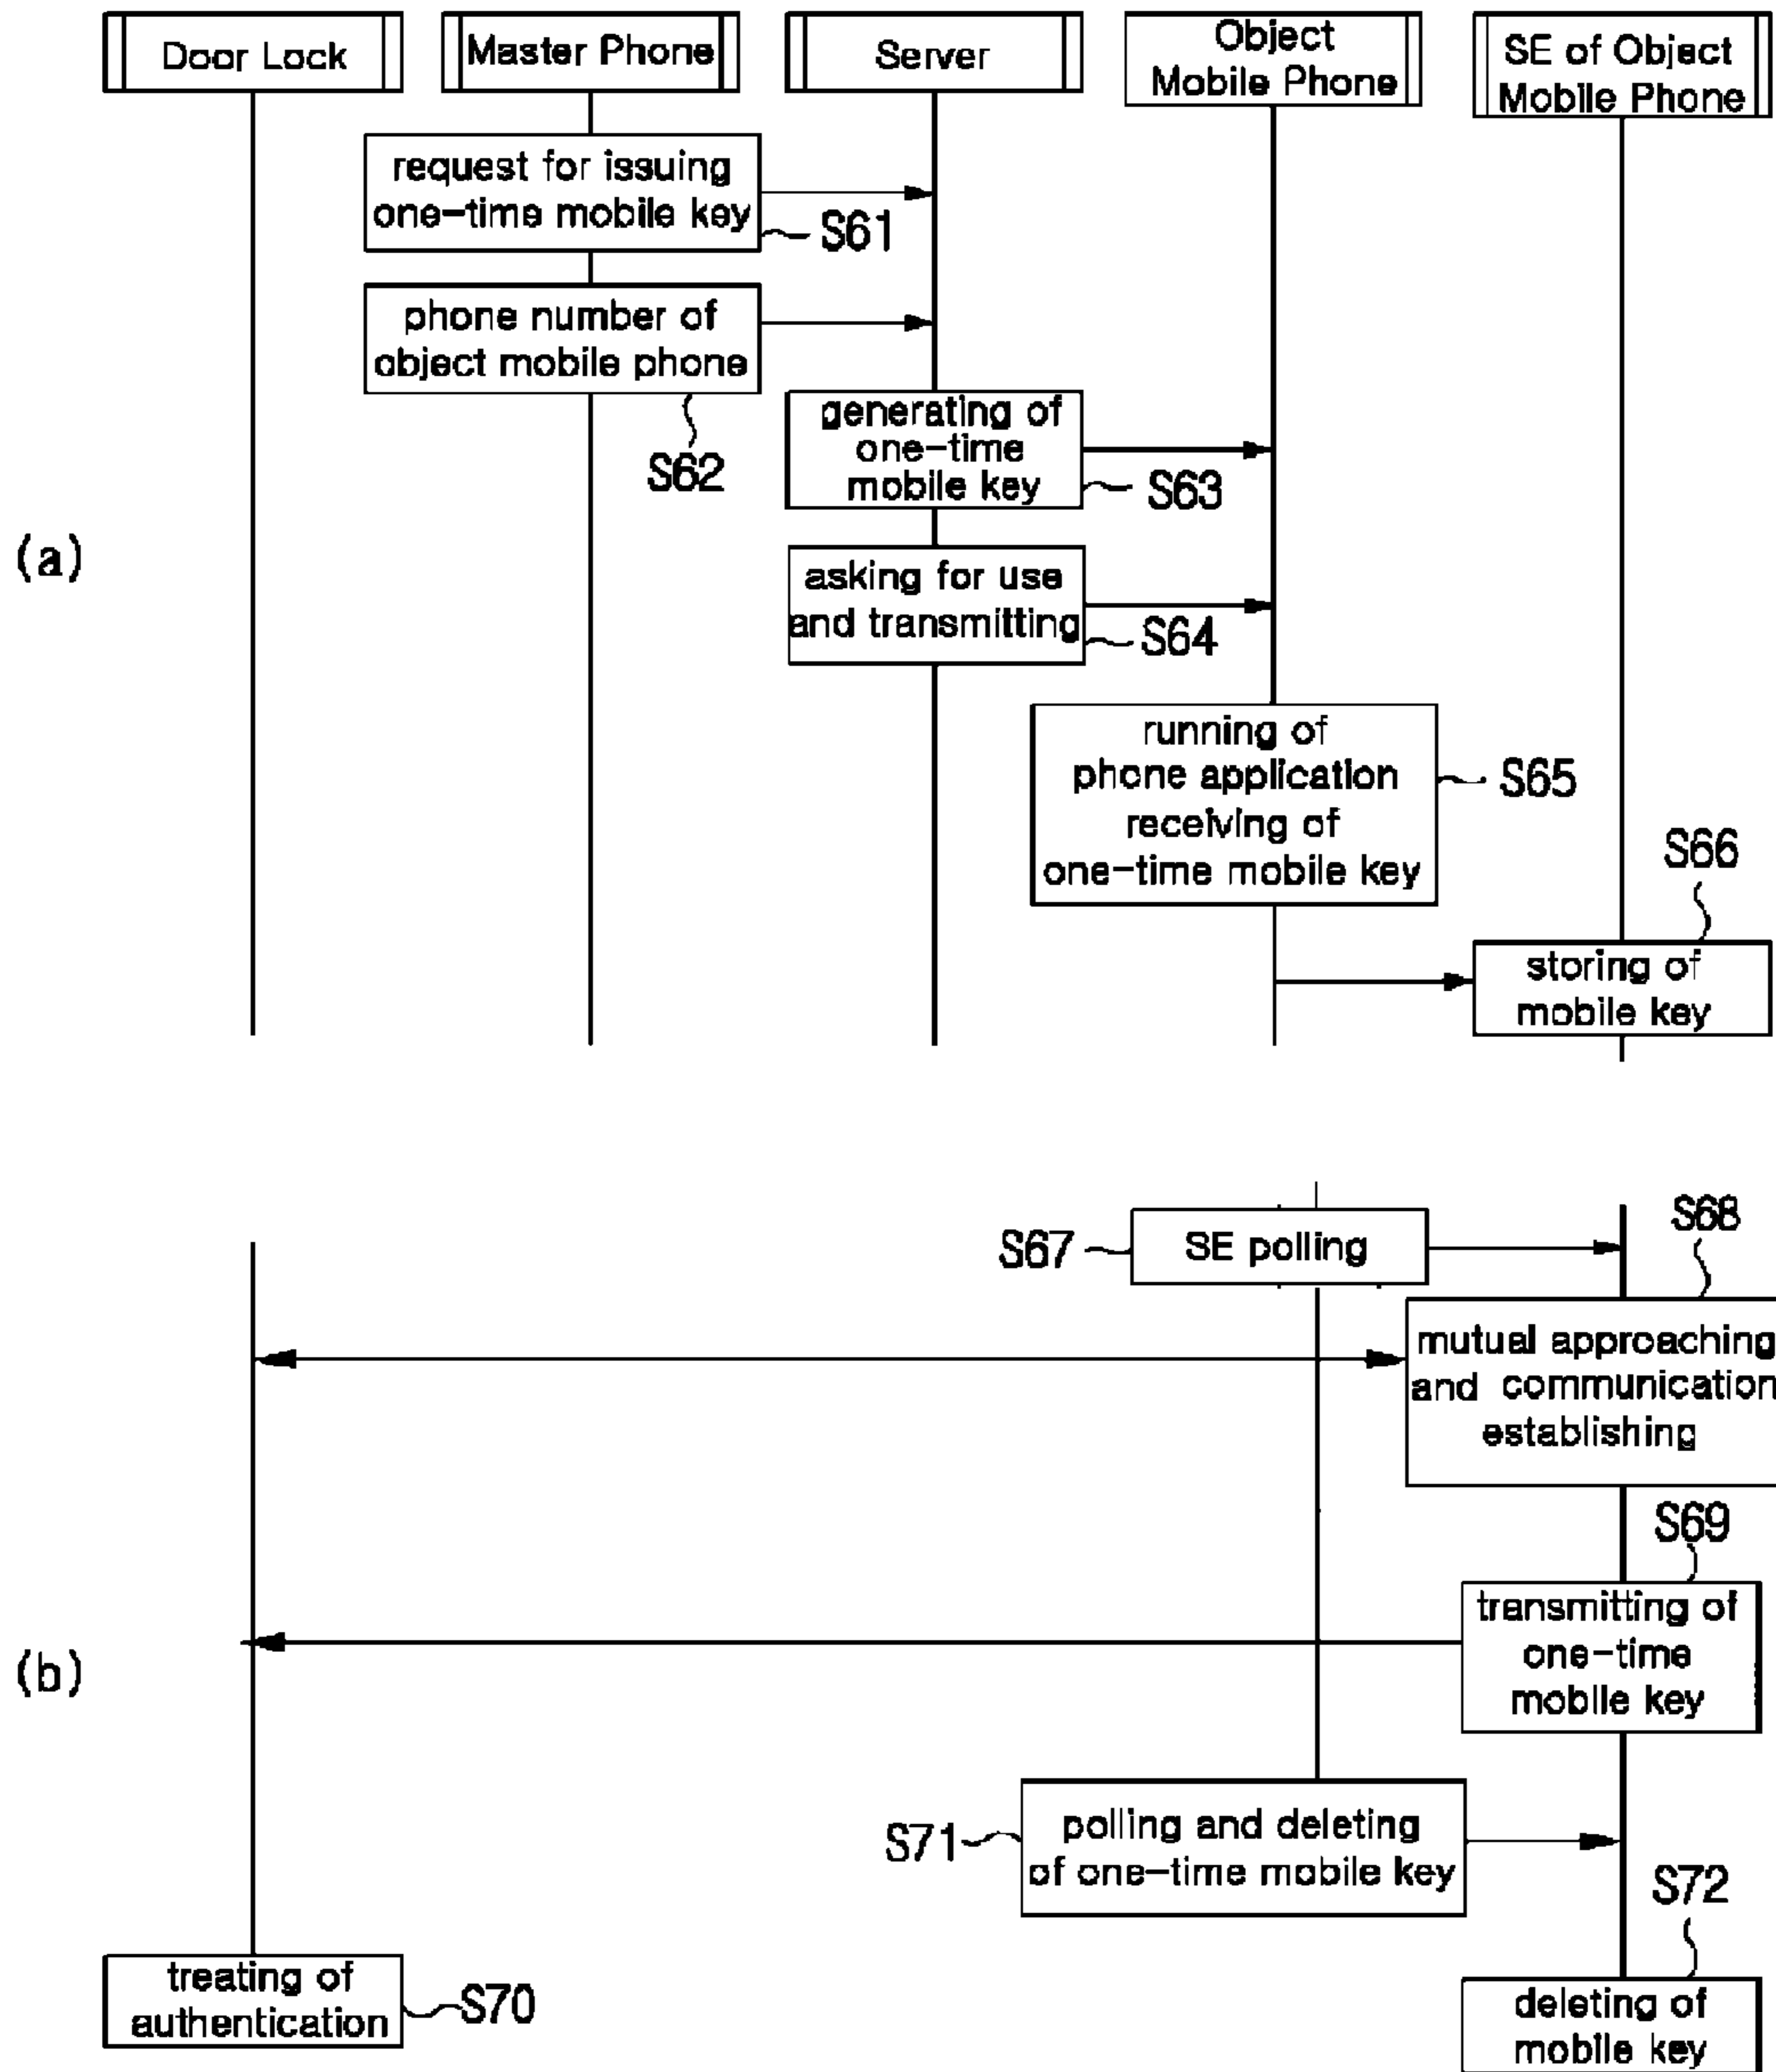 Door Lock
Master Phone
Server
Object
Mobile Phone
SE of Object
Mobile Phone
request for issuing
one-time mobile key
S61
phone number of
object mobile phone
S62
generating of
one-time
mobile key
S63
(a)
asking for use
and transmitting
S64
running of
phone application
receiving of
one-time mobile key
S65
S66
storing of
mobile key
S67
SE polling
S68
mutual approaching
and communication
establishing
S69
transmitting of
one-time
mobile key
(b)
S71
polling and deleting
of one-time mobile key
S72
treating of
authentication
S70
deleting of
mobile key